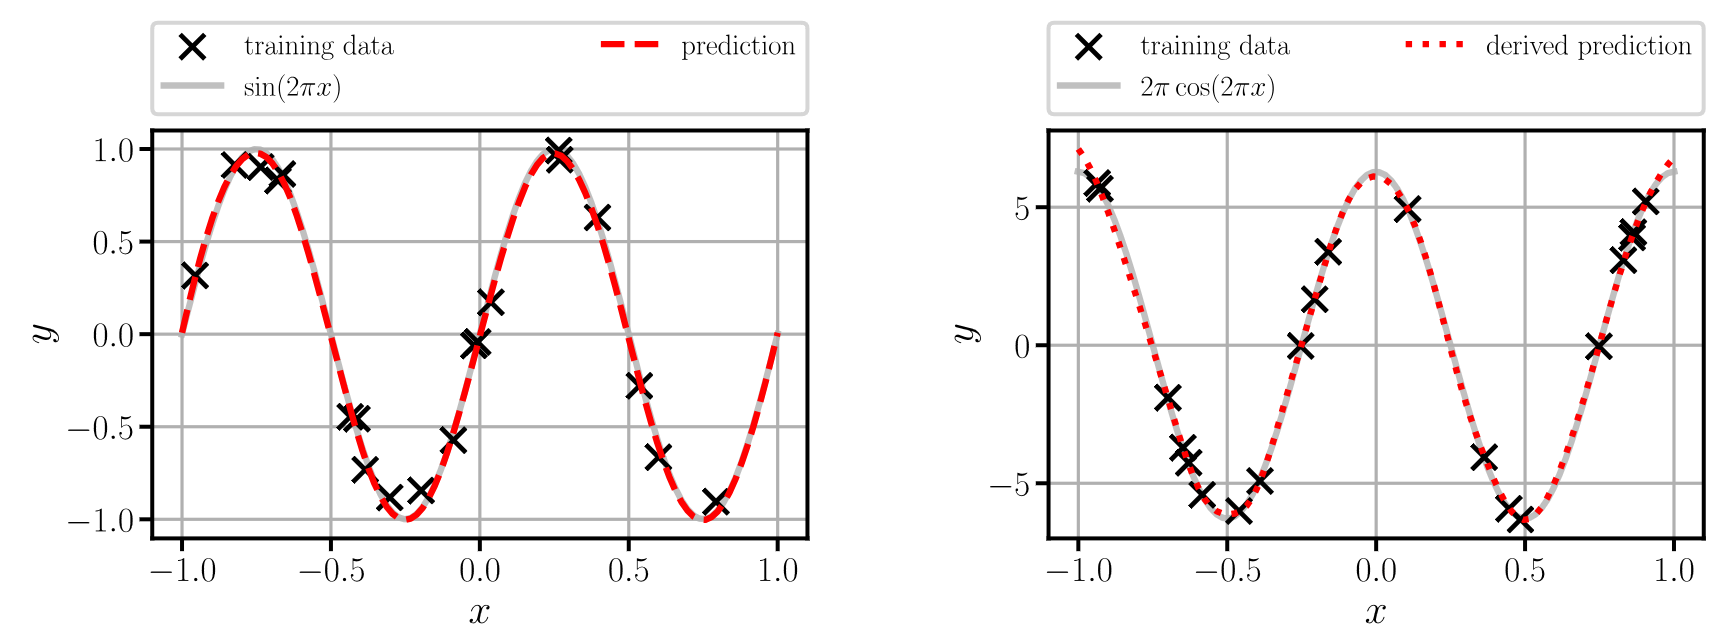 training data
prediction
sin(2πx)
1.0
0.5
0.0
−0.5
−1.0
y
−1.0 −0.5 0.0 0.5 1.0
x
training data
derived prediction
2π cos(2πx)
5
0
−5
y
−1.0 −0.5 0.0 0.5 1.0
x